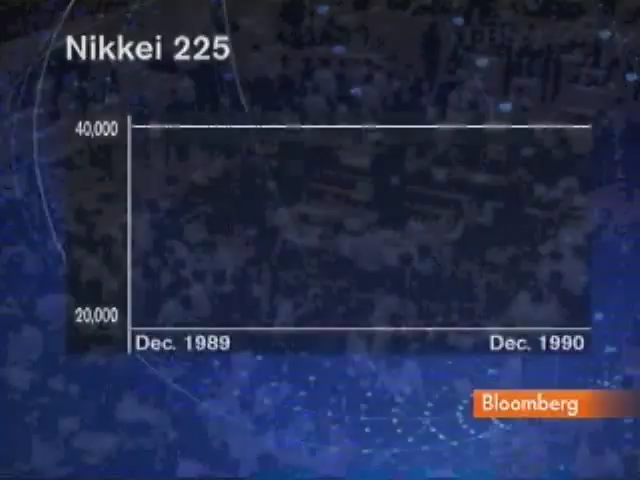 Nikkei 225
40,000
20,000
Dec. 1989 Dec. 1990
Bloomberg